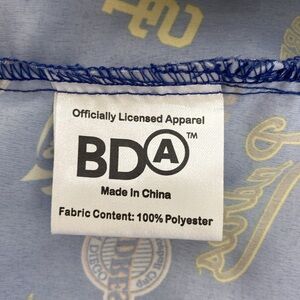 Officially Licensed Apparel
BDA™
Made in China
Fabric Content: 100% Polyester